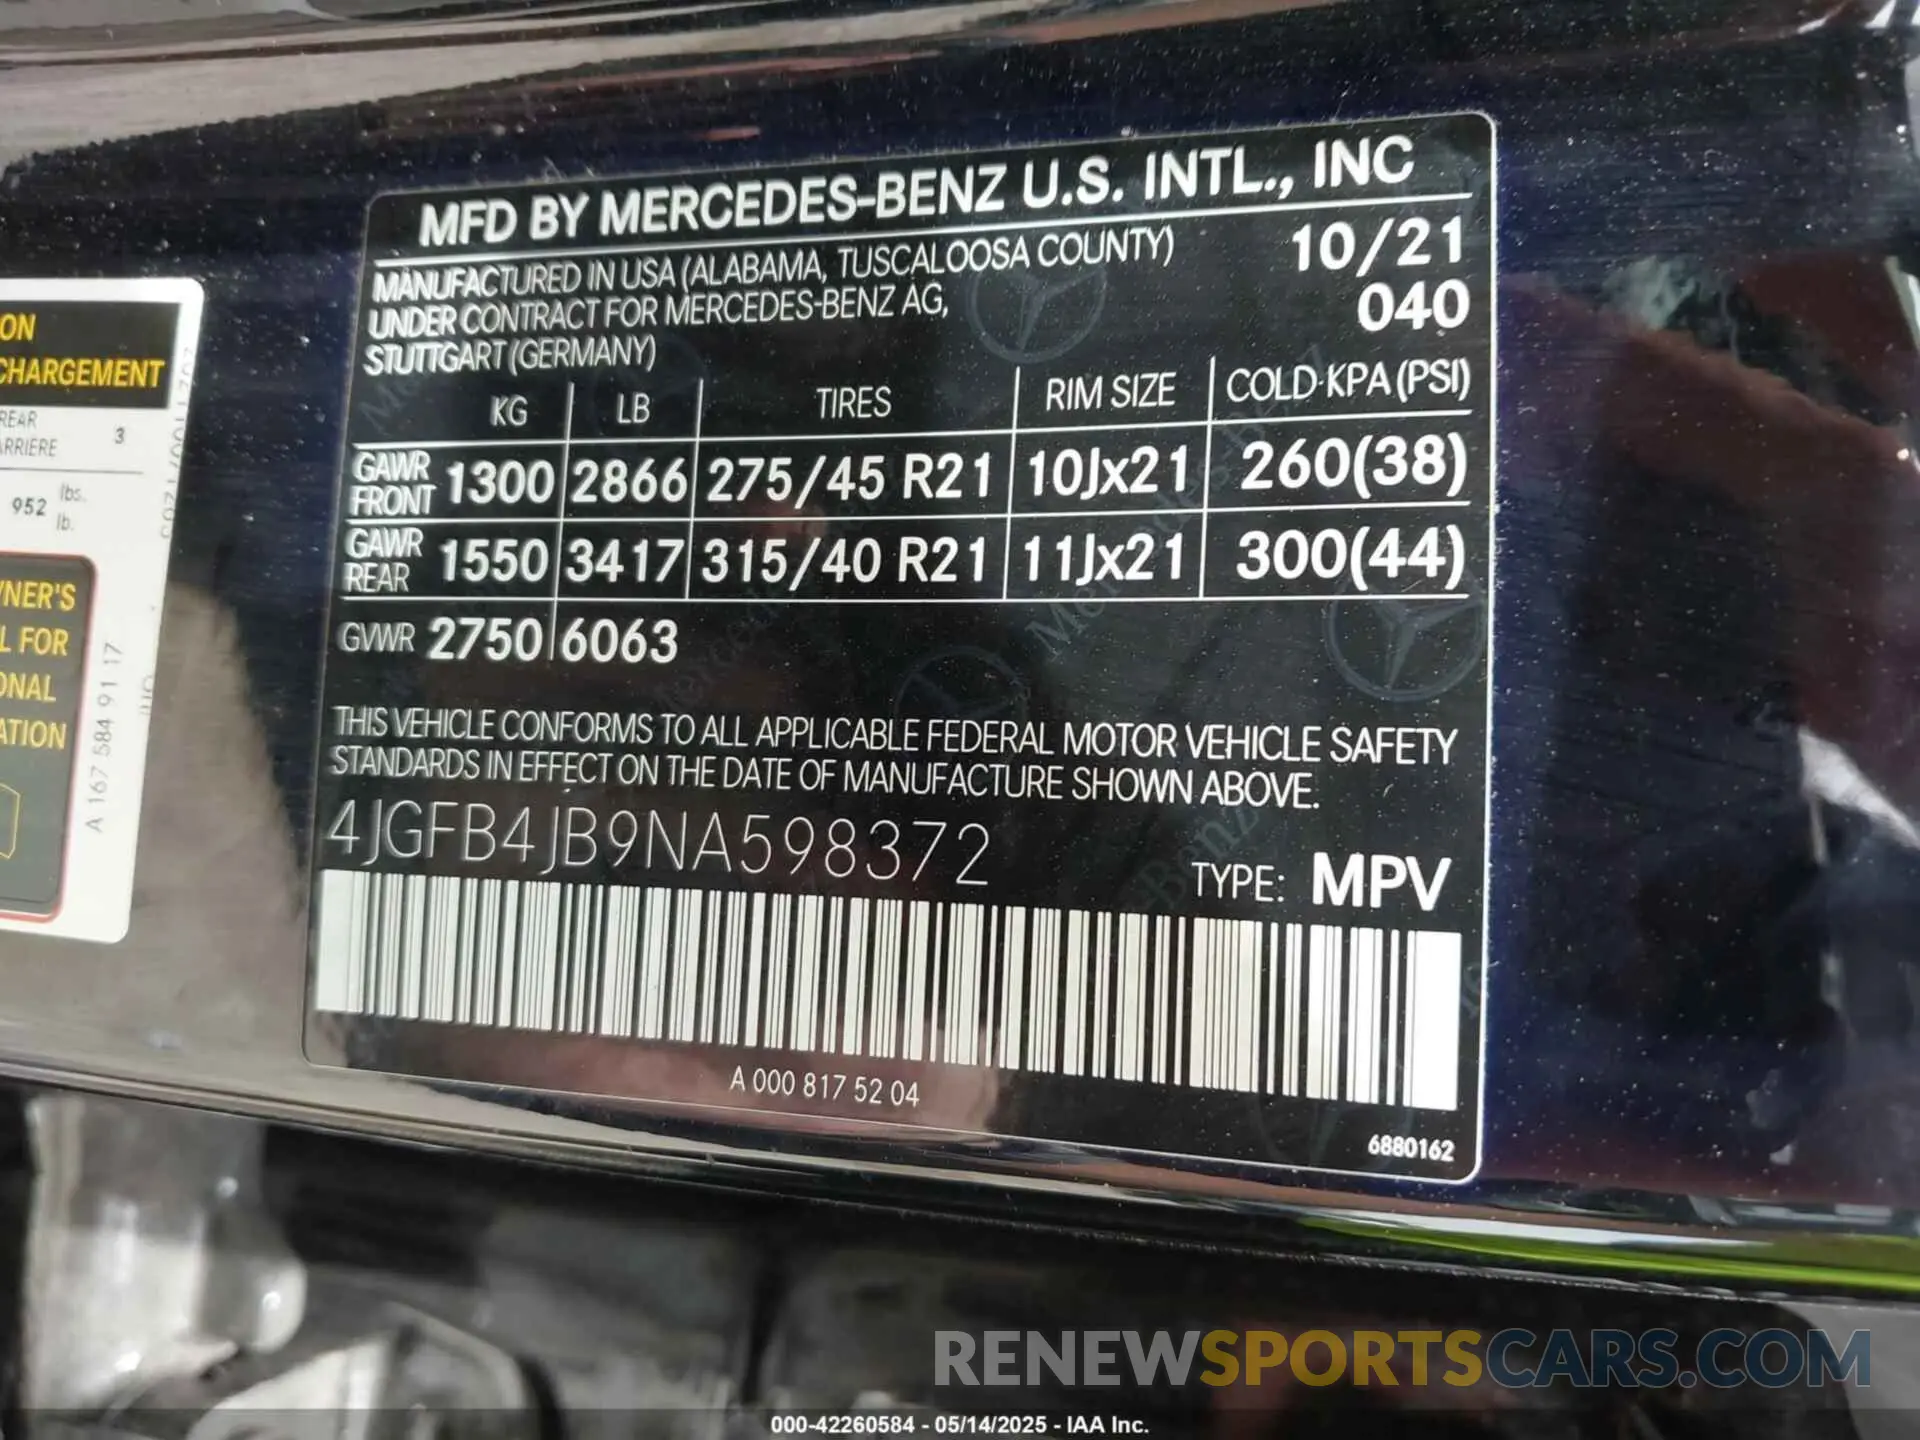 MFD BY MERCEDES-BENZ U.S. INTL., INC
MANUFACTURED IN USA (ALABAMA, TUSCALOOSA COUNTY) 10/21
UNDER CONTRACT FOR MERCEDES-BENZ AG, 040
STUTTGART (GERMANY)
KG LB TIRES RIM SIZE COLD KPA (PSI)
GAWR FRONT 1300 2866 275/45 R21 10Jx21 260(38)
GAWR REAR 1550 3417 315/40 R21 11Jx21 300(44)
GVWR 2750 6063
THIS VEHICLE CONFORMS TO ALL APPLICABLE FEDERAL MOTOR VEHICLE SAFETY
STANDARDS IN EFFECT ON THE DATE OF MANUFACTURE SHOWN ABOVE.
4JGFB4JB9NA598372
TYPE: MPV
A 000 817 52 04
6880162
ON
CHARGEMENT
REAR
ARRIERE 3
952 lbs.
lb.
NER'S
L FOR
ONAL
ATION
A 167 584 91 17
RENEWSPORTSCARS.COM
000-42260584 - 05/14/2025 - IAA Inc.